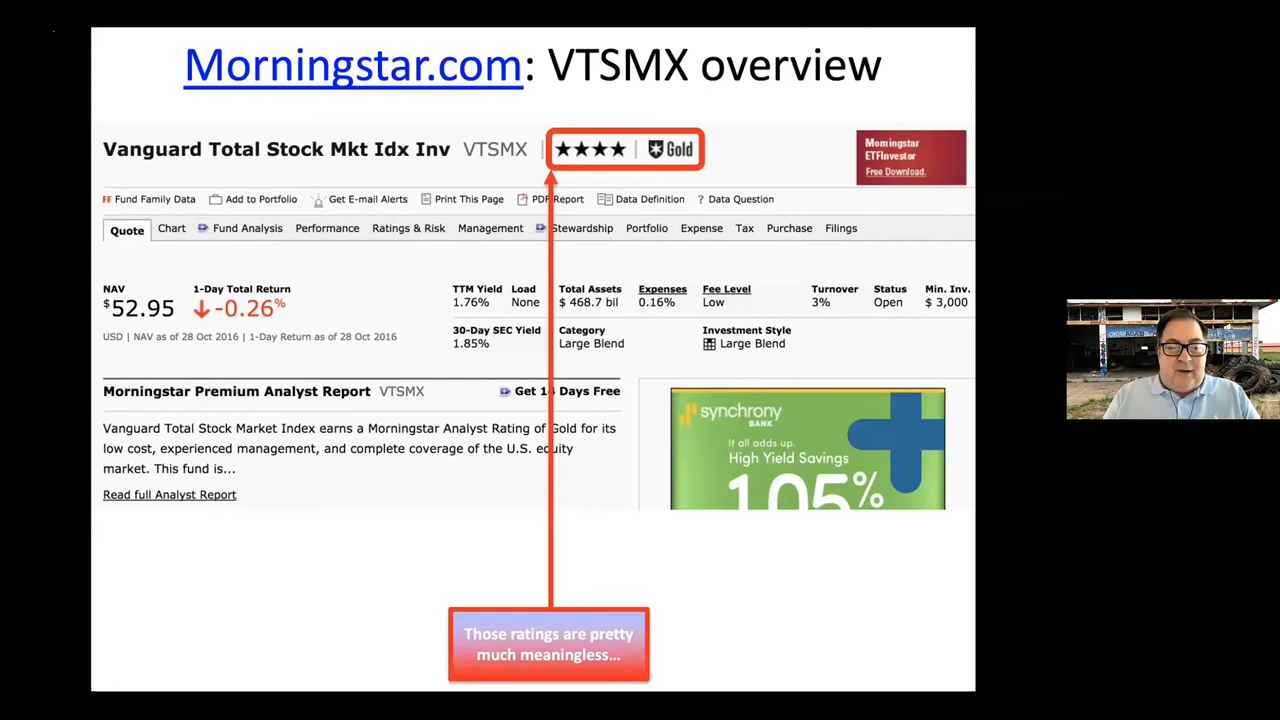 Morningstar.com: VTSMX overview
Vanguard Total Stock Mkt Idx Inv VTSMX ★★★★ Gold
Morningstar
ETFInvestor
Free Download.
FF Fund Family Data Add to Portfolio Get E-mail Alerts Print This Page PDF Report Data Definition ? Data Question
Quote Chart Fund Analysis Performance Ratings & Risk Management Stewardship Portfolio Expense Tax Purchase Filings
NAV 1-Day Total Return TTM Yield Load Total Assets Expenses Fee Level Turnover Status Min. Inv.
$52.95 ↓-0.26% 1.76% None $ 468.7 bil 0.16% Low 3% Open $ 3,000
USD | NAV as of 28 Oct 2016 | 1-Day Return as of 28 Oct 2016
30-Day SEC Yield Category Investment Style
1.85% Large Blend Large Blend
Morningstar Premium Analyst Report VTSMX Get 14 Days Free
Vanguard Total Stock Market Index earns a Morningstar Analyst Rating of Gold for its
low cost, experienced management, and complete coverage of the U.S. equity
market. This fund is...
Read full Analyst Report
synchrony
BANK
It all adds up.
High Yield Savings
1.05%
Those ratings are pretty
much meaningless...